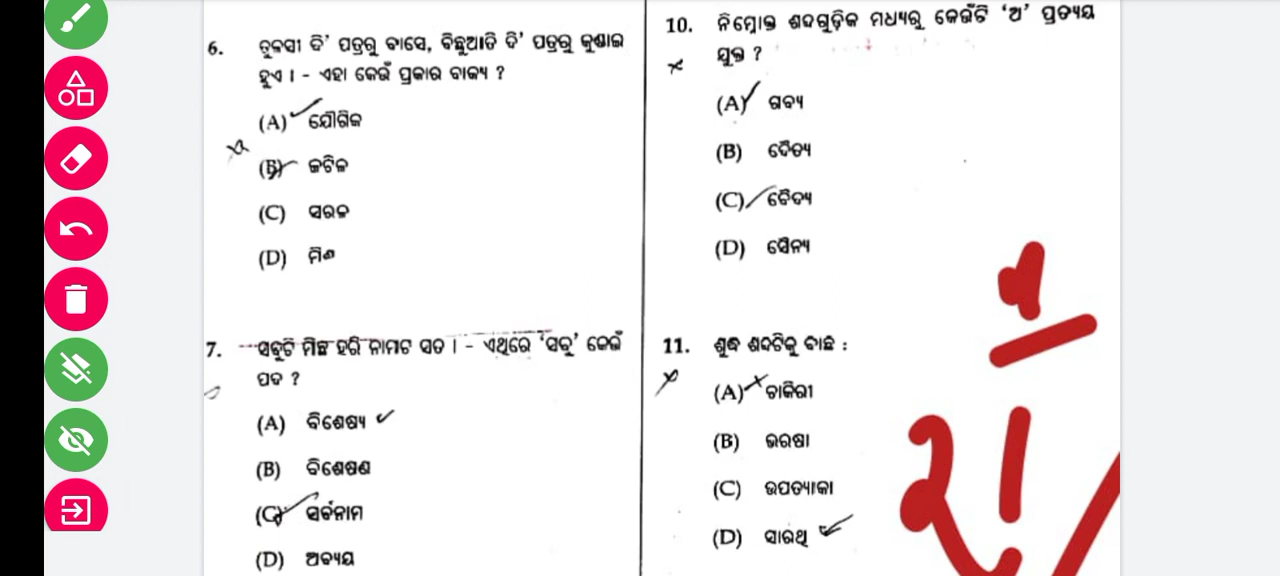 6. ତୁଳସୀ ଦି' ପତ୍ରରୁ ବାସେ, ବିଛୁଆତି ଦି' ପତ୍ରରୁ କୁଣ୍ଡାଇ
ହୁଏ । - ଏହା କେଉଁ ପ୍ରକାର ବାକ୍ୟ ?
(A) ଯୌଗିକ
(B) ଜଟିଳ
(C) ସରଳ
(D) ମିଶ୍ର
7. ସବୁଟି ମିଛ ହରି ନାମଟ ସତ । - ଏଥିରେ 'ସବୁ' କେଉଁ
ପଦ ?
(A) ବିଶେଷ୍ୟ
(B) ବିଶେଷଣ
(C) ସର୍ବନାମ
(D) ଅବ୍ୟୟ
10. ନିମ୍ନୋକ୍ତ ଶବ୍ଦଗୁଡ଼ିକ ମଧ୍ୟରୁ କେଉଁଟି 'ଅ' ପ୍ରତ୍ୟୟ
ଯୁକ୍ତ ?
(A) ଗବ୍ୟ
(B) ଦୈତ୍ୟ
(C) ଚୈତ୍ୟ
(D) ସୈନ୍ୟ
11. ଶୁଦ୍ଧ ଶବ୍ଦଟିକୁ ବାଛ :
(A) ଚାକିରୀ
(B) ଭରଷା
(C) ଉପତ୍ୟାକା
(D) ସାରଥି